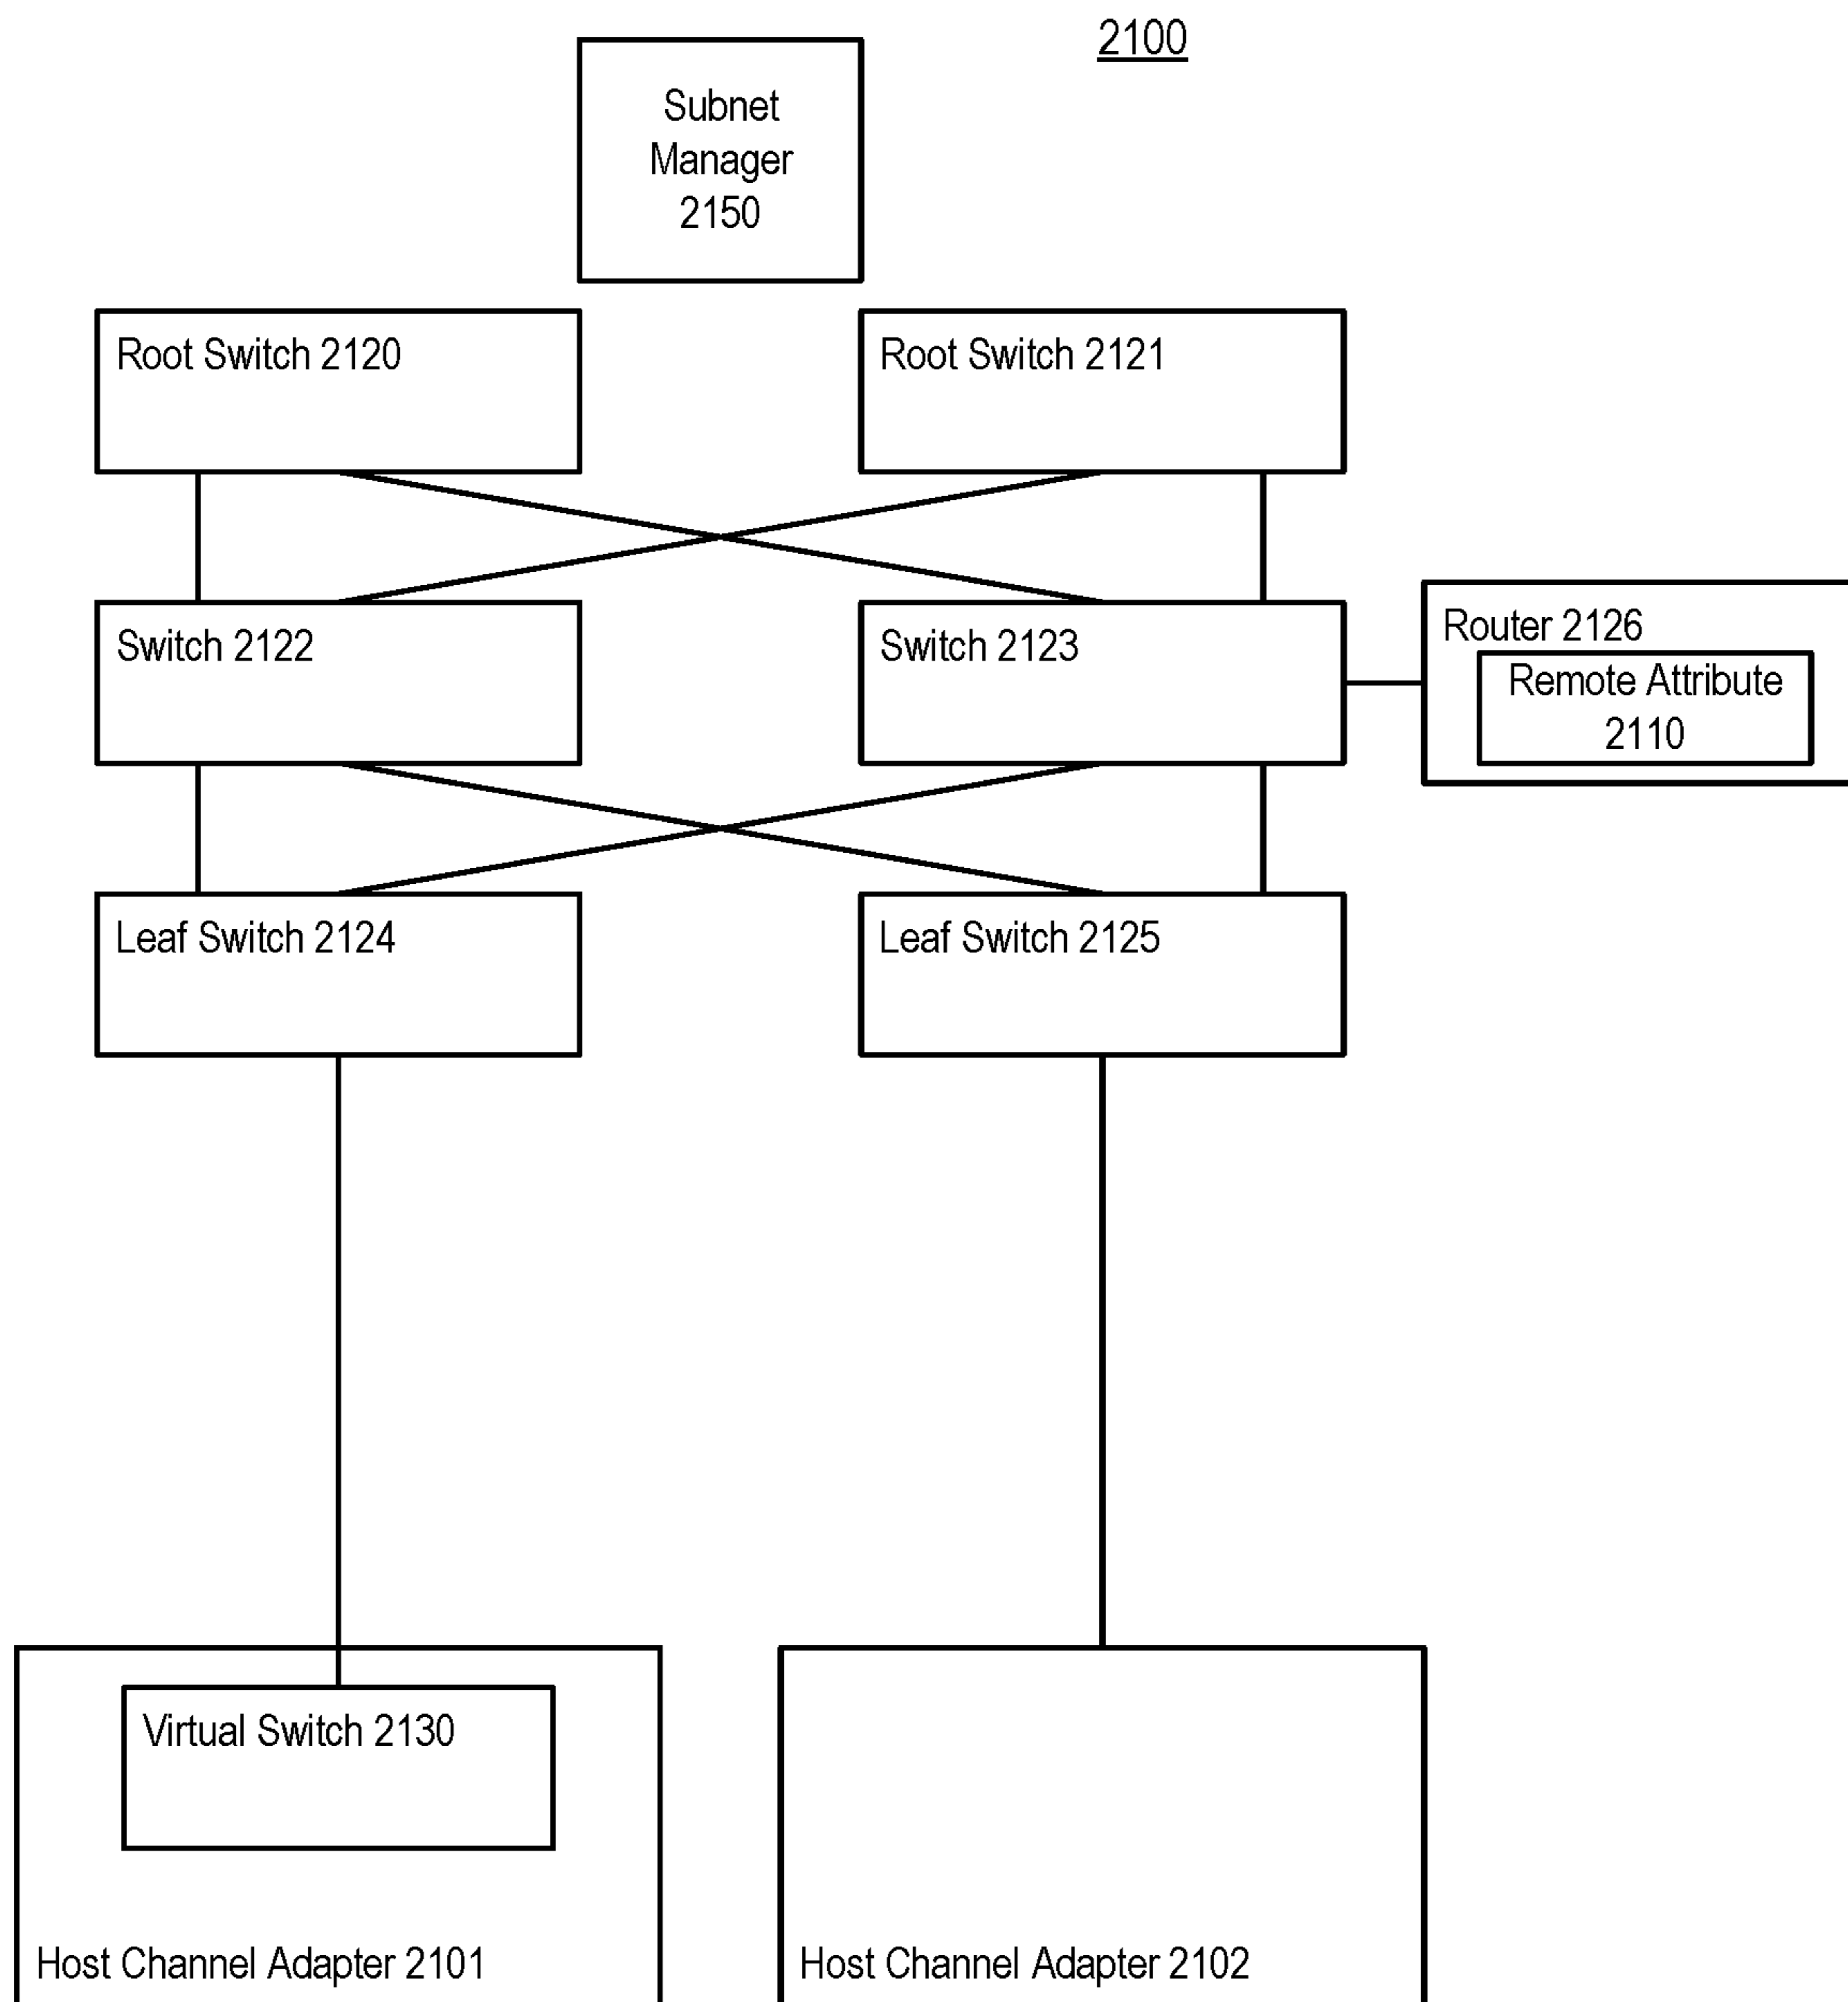 2100
Subnet
Manager
2150
Root Switch 2120
Root Switch 2121
Switch 2122
Switch 2123
Router 2126
Remote Attribute
2110
Leaf Switch 2124
Leaf Switch 2125
Virtual Switch 2130
Host Channel Adapter 2101
Host Channel Adapter 2102